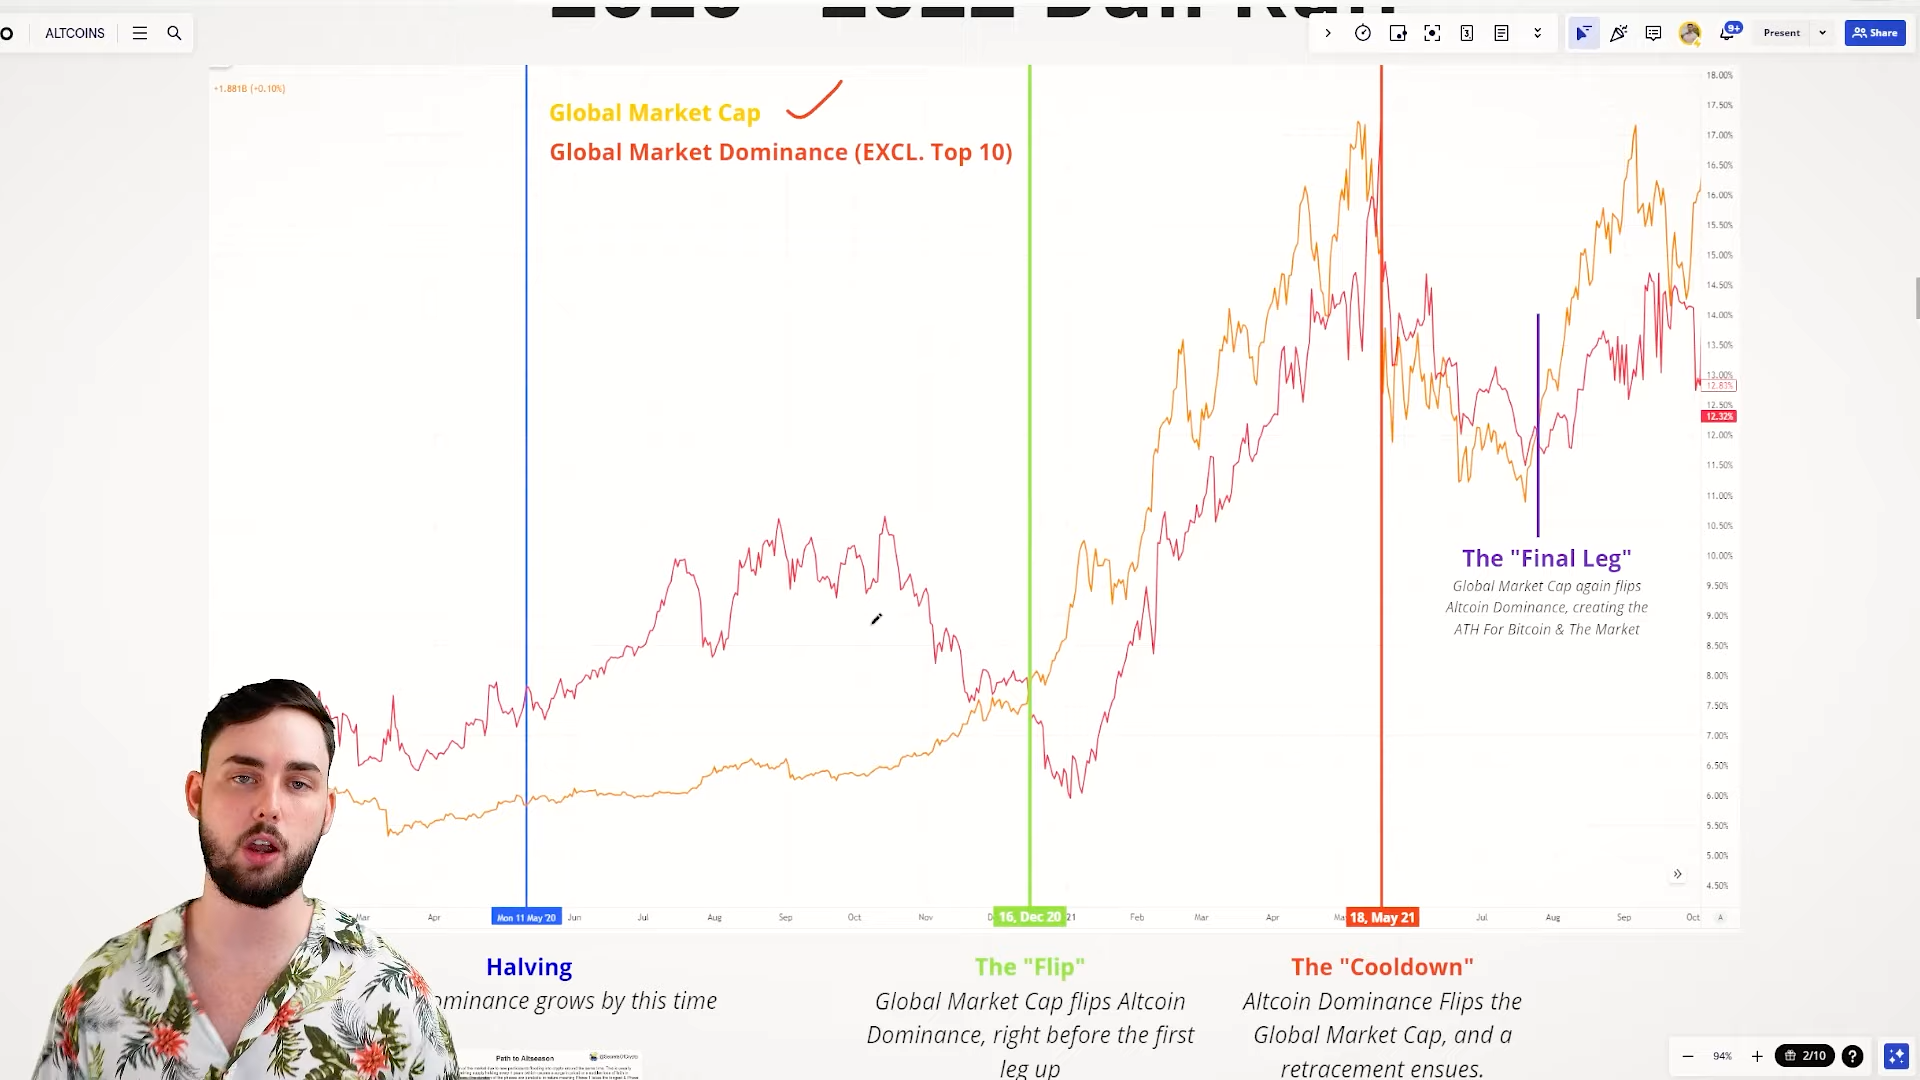 2020 - 2022 Bull Run
ALTCOINS
3
9+
Present
Share
+1.881B (+0.10%)
Global Market Cap
Global Market Dominance (EXCL. Top 10)
18.00%
17.50%
17.00%
16.50%
16.00%
15.50%
15.00%
14.50%
14.00%
13.50%
13.00%
12.83%
12.50%
12.32%
12.00%
11.50%
11.00%
10.50%
10.00%
9.50%
9.00%
8.50%
8.00%
7.50%
7.00%
6.50%
6.00%
5.50%
5.00%
4.50%
The "Final Leg"
Global Market Cap again flips
Altcoin Dominance, creating the
ATH For Bitcoin & The Market
Mar Apr Mon 11 May '20 Jun Jul Aug Sep Oct Nov 16, Dec 20 21 Feb Mar Apr 18, May 21 Jul Aug Sep Oct A
Halving
ominance grows by this time
The "Flip"
Global Market Cap flips Altcoin
Dominance, right before the first
leg up
The "Cooldown"
Altcoin Dominance Flips the
Global Market Cap, and a
retracement ensues.
Path to Altseason
94%
2/10
?